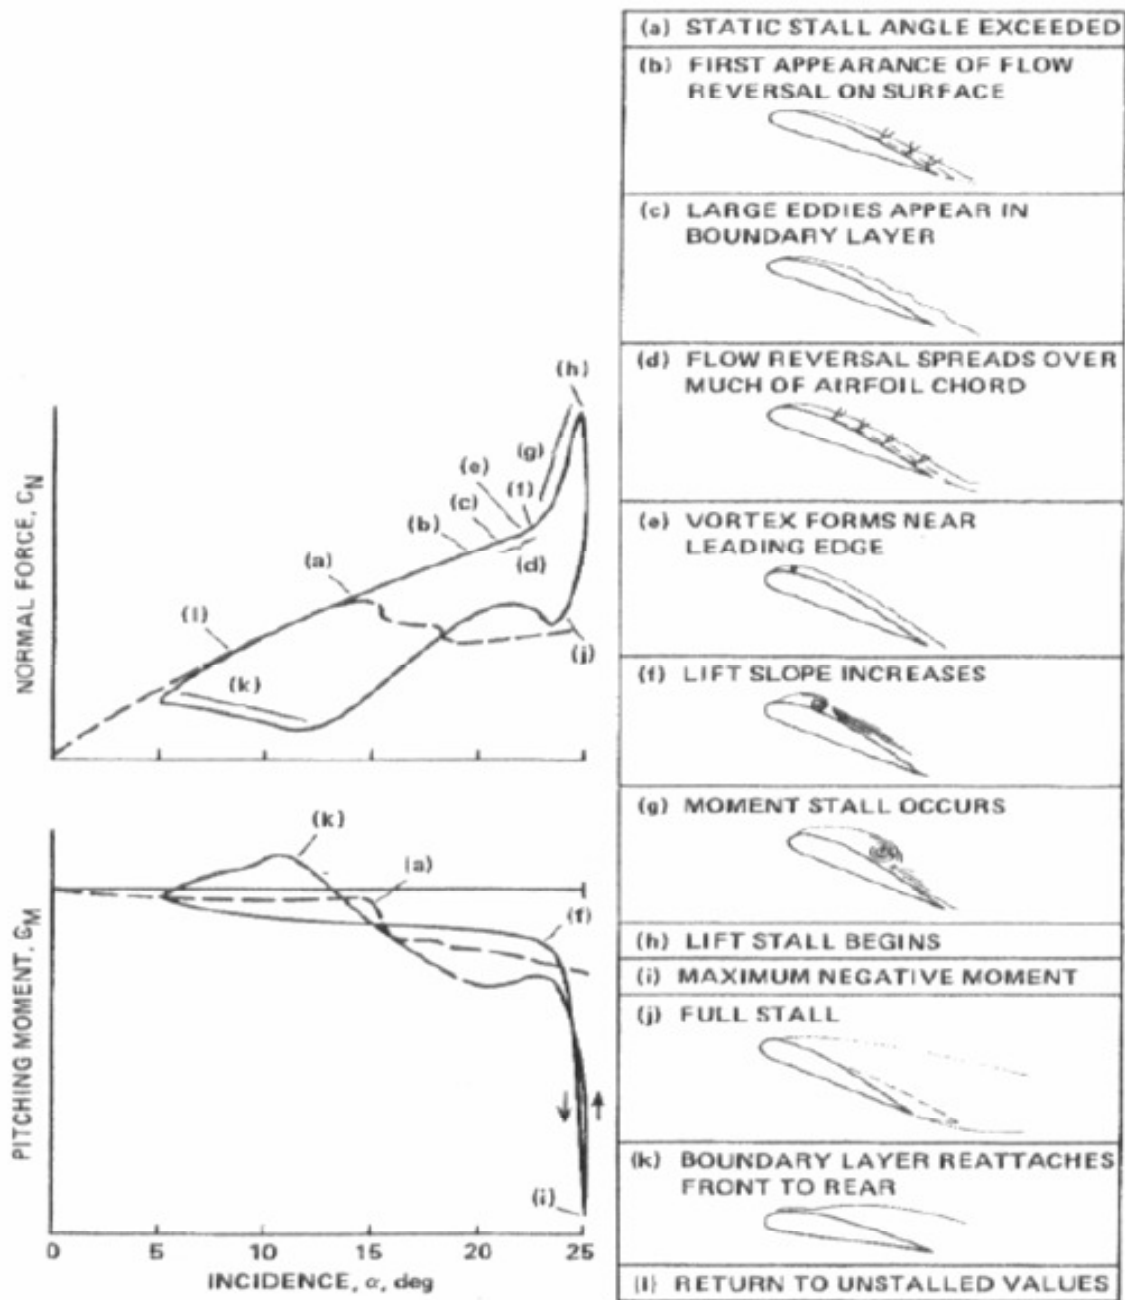 (h)
(g)
(e)
(f)
(c)
(b)
(d)
(a)
(l)
(j)
(k)
NORMAL FORCE, CN
(k)
(a)
(f)
(i)
PITCHING MOMENT, CM
0 5 10 15 20 25
INCIDENCE, α, deg
(a) STATIC STALL ANGLE EXCEEDED
(b) FIRST APPEARANCE OF FLOW
REVERSAL ON SURFACE
(c) LARGE EDDIES APPEAR IN
BOUNDARY LAYER
(d) FLOW REVERSAL SPREADS OVER
MUCH OF AIRFOIL CHORD
(e) VORTEX FORMS NEAR
LEADING EDGE
(f) LIFT SLOPE INCREASES
(g) MOMENT STALL OCCURS
(h) LIFT STALL BEGINS
(i) MAXIMUM NEGATIVE MOMENT
(j) FULL STALL
(k) BOUNDARY LAYER REATTACHES
FRONT TO REAR
(l) RETURN TO UNSTALLED VALUES